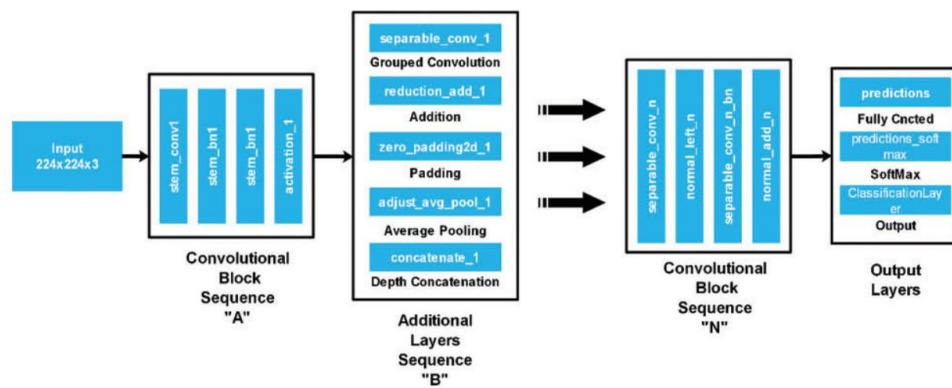 Input
224x224x3
stem_conv1
stem_bn1
stem_bn1
activation_1
Convolutional
Block
Sequence
"A"
separable_conv_1
Grouped Convolution
reduction_add_1
Addition
zero_padding2d_1
Padding
adjust_avg_pool_1
Average Pooling
concatenate_1
Depth Concatenation
Additional
Layers
Sequence
"B"
separable_conv_n
normal_left_n
separable_conv_n_bn
normal_add_n
Convolutional
Block
Sequence
"N"
predictions
Fully Cncted
predictions_soft
max
SoftMax
ClassificationLay
er
Output
Output
Layers